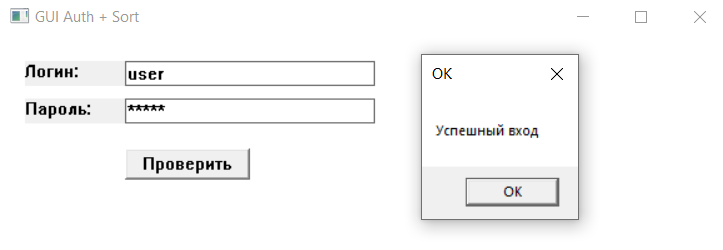 GUI Auth + Sort
Логин: user
Пароль: *****
Проверить
OK
Успешный вход
OK